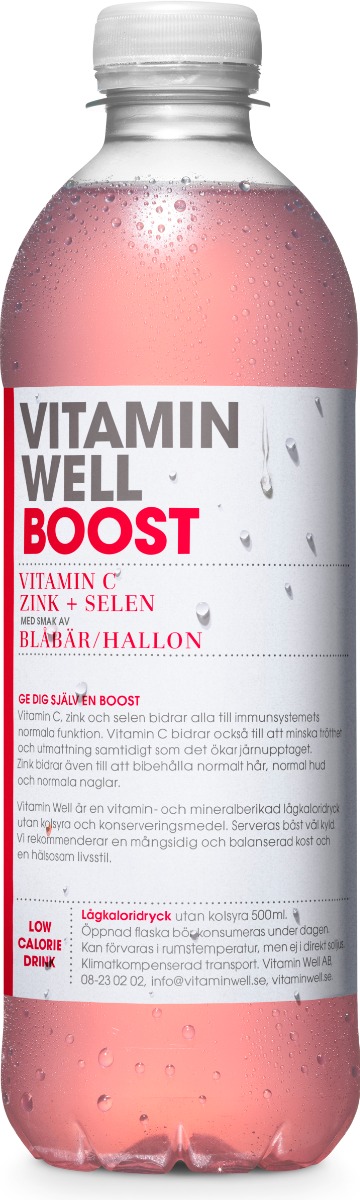 VITAMIN
WELL
BOOST
VITAMIN C
ZINK + SELEN
MED SMAK AV
BLÅBÄR/HALLON
GE DIG SJÄLV EN BOOST
Vitamin C, zink och selen bidrar alla till immunsystemets
normala funktion. Vitamin C bidrar också till att minska trötthet
och utmattning samtidigt som det ökar järnupptaget.
Zink bidrar även till att bibehålla normalt hår, normal hud
och normala naglar.
Vitamin Well är en vitamin- och mineralberikad lågkaloridryck
utan kolsyra och konserveringsmedel. Serveras bäst väl kyld.
Vi rekommenderar en mångsidig och balanserad kost och
en hälsosam livsstil.
LOW
CALORIE
DRINK
Lågkaloridryck utan kolsyra 500ml.
Öppnad flaska bör konsumeras under dagen.
Kan förvaras i rumstemperatur, men ej i direkt soljus.
Klimatkompenserad transport. Vitamin Well AB,
08-23 02 02, info@vitaminwell.se, vitaminwell.se.